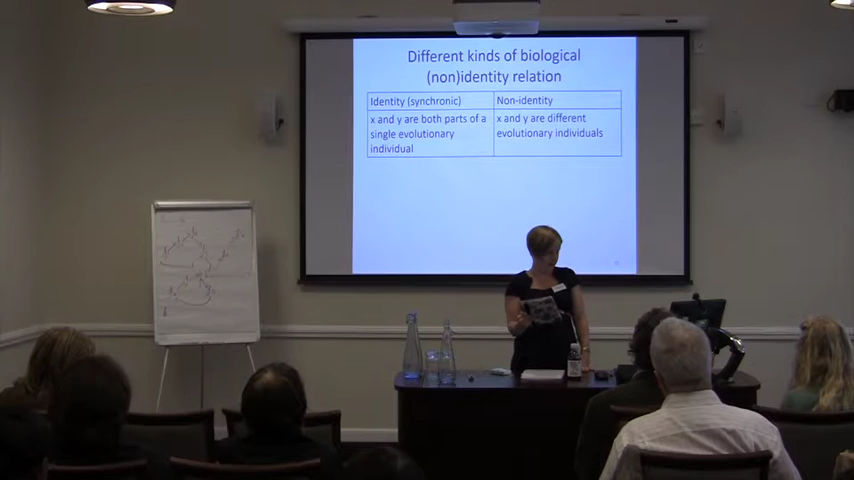 Different kinds of biological
(non)identity relation
Identity (synchronic)
Non-identity
x and y are both parts of a
single evolutionary
individual
x and y are different
evolutionary individuals